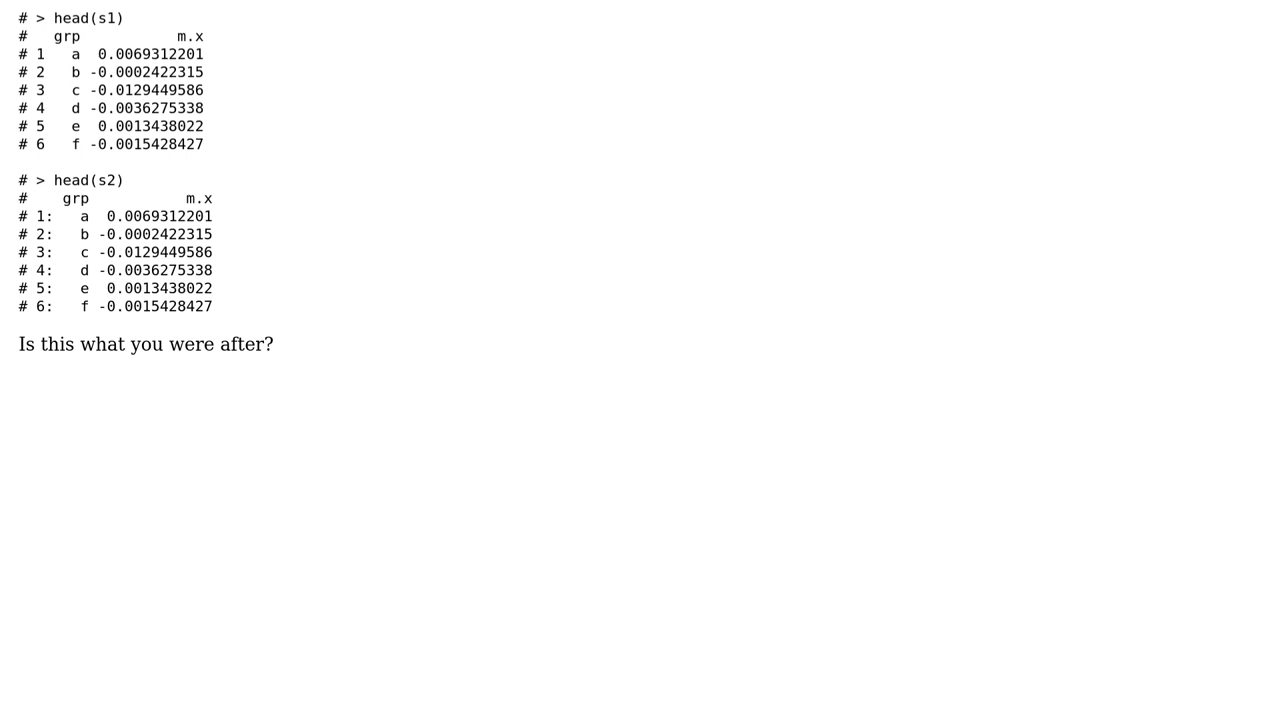 # > head(s1)
#   grp           m.x
# 1   a  0.0069312201
# 2   b -0.0002422315
# 3   c -0.0129449586
# 4   d -0.0036275338
# 5   e  0.0013438022
# 6   f -0.0015428427

# > head(s2)
#    grp           m.x
# 1:   a  0.0069312201
# 2:   b -0.0002422315
# 3:   c -0.0129449586
# 4:   d -0.0036275338
# 5:   e  0.0013438022
# 6:   f -0.0015428427

Is this what you were after?